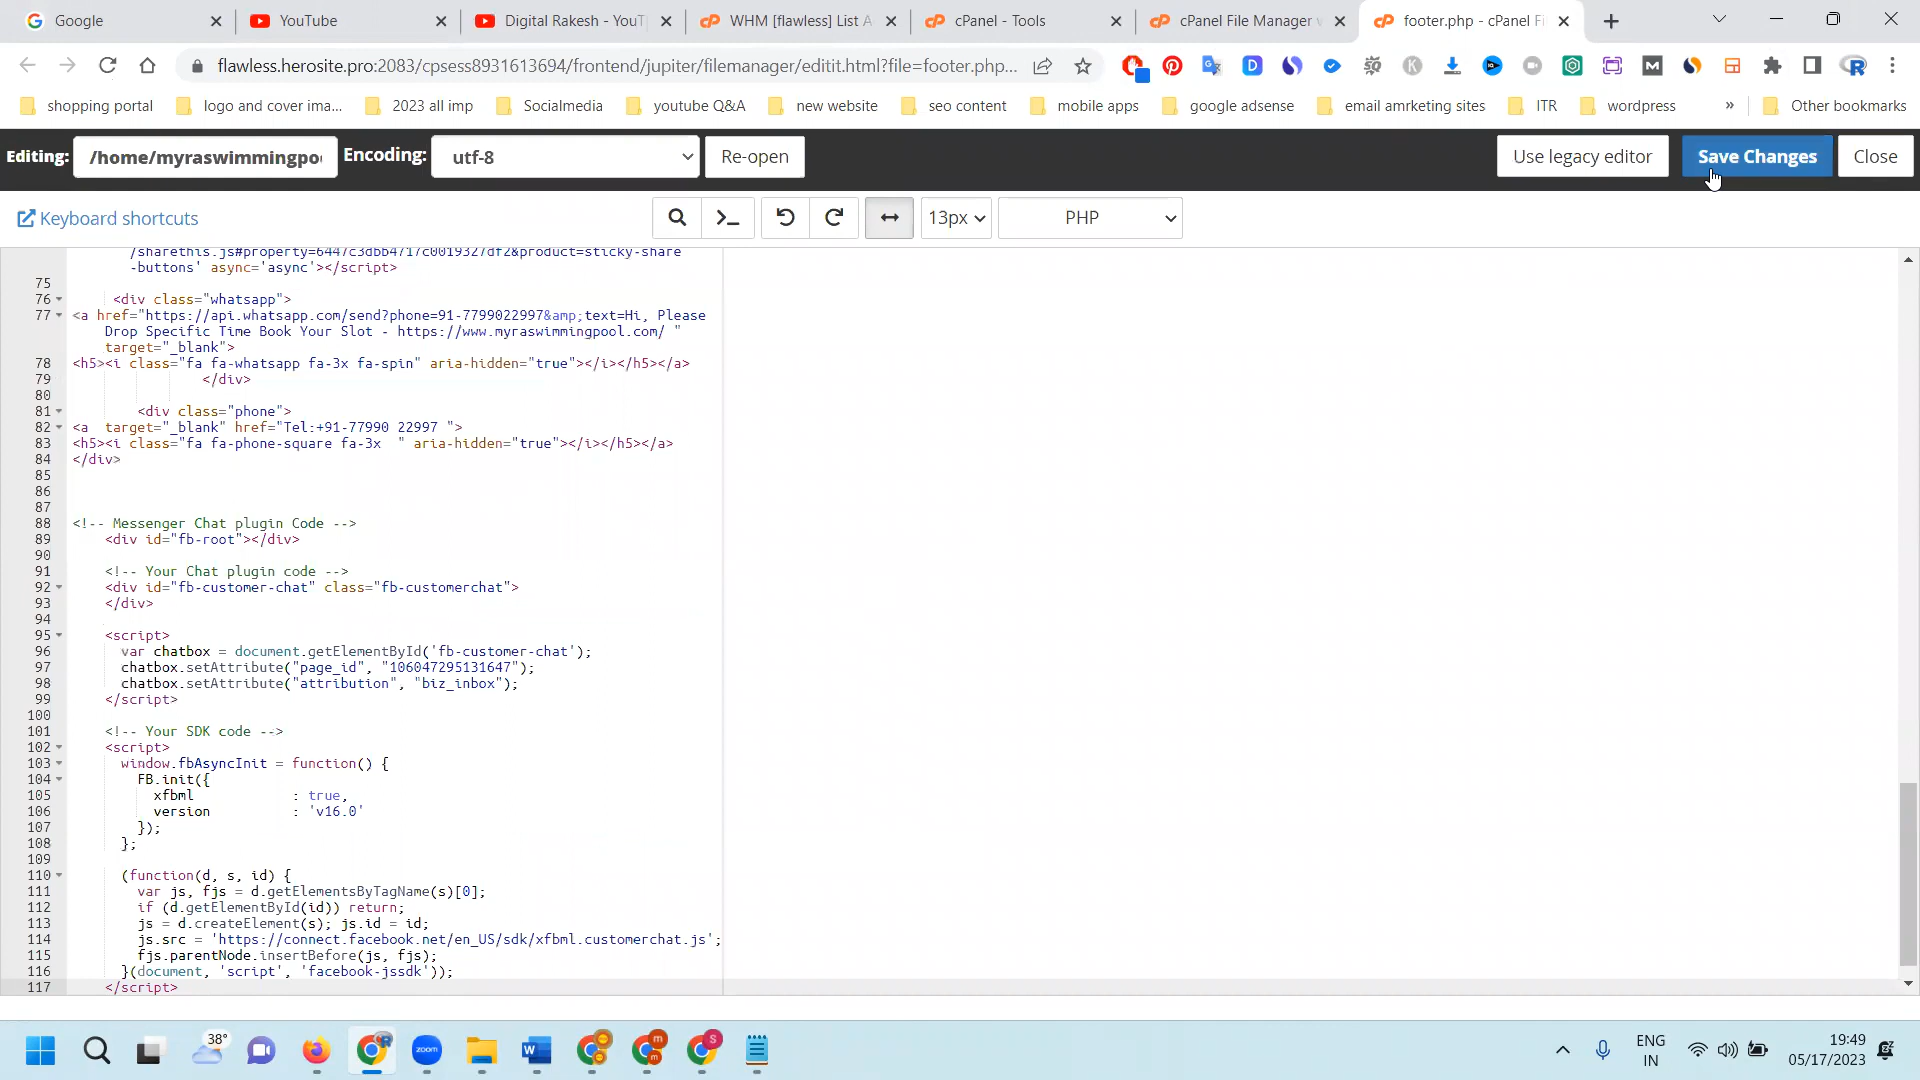 Google
YouTube
Digital Rakesh - YouT
WHM [flawless] List A
cPanel - Tools
cPanel File Manager v
footer.php - cPanel Fi
flawless.herosite.pro:2083/cpsess8931613694/frontend/jupiter/filemanager/editit.html?file=footer.php...
shopping portal
logo and cover ima...
2023 all imp
Socialmedia
youtube Q&A
new website
seo content
mobile apps
google adsense
email amrketing sites
ITR
wordpress
»
Other bookmarks
Editing:
/home/myraswimmingpoo
Encoding:
utf-8
Re-open
Use legacy editor
Save Changes
Close
Keyboard shortcuts
13px
PHP
/sharethis.js#property=6447c3dbb4717c0019327df2&product=sticky-share
-buttons' async='async'></script>
75
76 <div class="whatsapp">
77 <a href="https://api.whatsapp.com/send?phone=91-7799022997&amp;text=Hi, Please
Drop Specific Time Book Your Slot - https://www.myraswimmingpool.com/ "
target="_blank">
78 <h5><i class="fa fa-whatsapp fa-3x fa-spin" aria-hidden="true"></i></h5></a>
79 </div>
80
81 <div class="phone">
82 <a  target="_blank" href="Tel:+91-77990 22997 ">
83 <h5><i class="fa fa-phone-square fa-3x  " aria-hidden="true"></i></h5></a>
84 </div>
85
86
87
88 <!-- Messenger Chat plugin Code -->
89 <div id="fb-root"></div>
90
91 <!-- Your Chat plugin code -->
92 <div id="fb-customer-chat" class="fb-customerchat">
93 </div>
94
95 <script>
96 var chatbox = document.getElementById('fb-customer-chat');
97 chatbox.setAttribute("page_id", "106047295131647");
98 chatbox.setAttribute("attribution", "biz_inbox");
99 </script>
100
101 <!-- Your SDK code -->
102 <script>
103 window.fbAsyncInit = function() {
104 FB.init({
105 xfbml            : true,
106 version          : 'v16.0'
107 });
108 };
109
110 (function(d, s, id) {
111 var js, fjs = d.getElementsByTagName(s)[0];
112 if (d.getElementById(id)) return;
113 js = d.createElement(s); js.id = id;
114 js.src = 'https://connect.facebook.net/en_US/sdk/xfbml.customerchat.js';
115 fjs.parentNode.insertBefore(js, fjs);
116 }(document, 'script', 'facebook-jssdk'));
117 </script>
38°
zoom
ENG
IN
19:49
05/17/2023